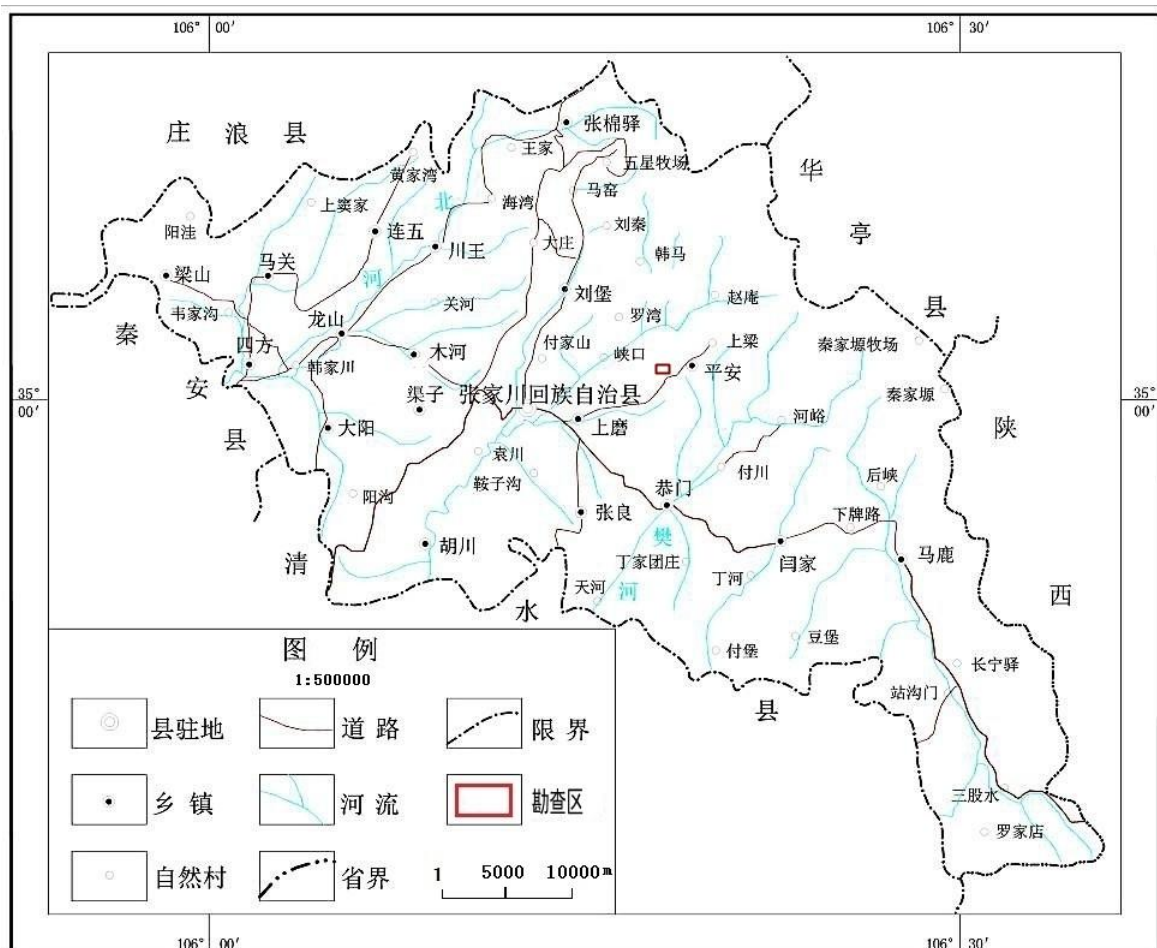 106° 00′
106° 30′
庄浪县
张棉驿
王家
五星牧场
黄家湾
华亭县
马窑
上窦家
北河
海湾
阳洼
连五
刘秦
川王
大庄
韩马
马关
梁山
刘堡
赵庵
关河
韦家沟
罗湾
龙山
秦安县
四方
木河
付家山
峡口
上梁
秦家塬牧场
韩家川
平安
渠子
张家川回族自治县
秦家塬
35° 00′
35° 00′
大阳
上磨
河峪
陕西
袁川
付川
鞍子沟
后峡
阳沟
恭门
张良
下牌路
樊河
胡川
丁家团庄
丁河
闫家
马鹿
清水县
天河
付堡
豆堡
长宁驿
站沟门
三股水
罗家店
图 例
1:500000
县驻地
道路
限界
乡镇
河流
勘查区
自然村
省界
1 5000 10000m
106° 00′
106° 30′